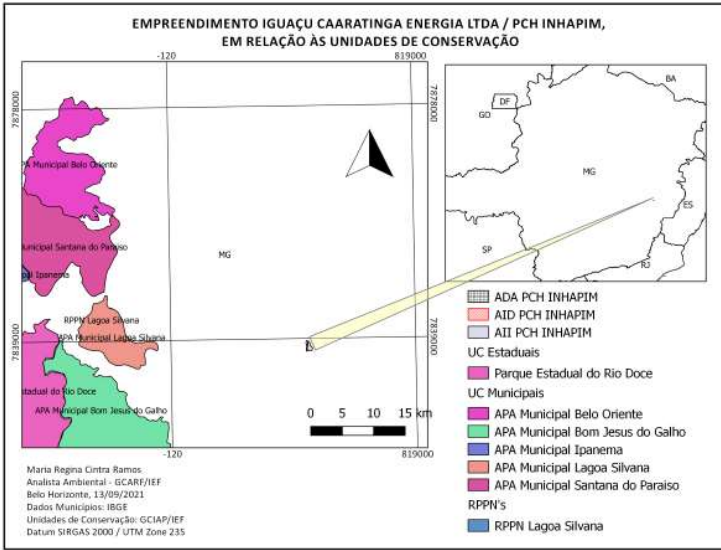 EMPREENDIMENTO IGUAÇU CAARATINGA ENERGIA LTDA / PCH INHAPIM,
EM RELAÇÃO ÀS UNIDADES DE CONSERVAÇÃO
-120
819000
7878000
7878000
BA
DF
GO
MG
ES
SP
RJ
PA Municipal Belo Oriente
unicipal Santana do Paraiso
MG
pal Ipanema
RPPN Lagoa Silvana
APA Municipal Lagoa Silvana
7839000
7839000
stadual do Rio Doce
APA Municipal Bom Jesus do Galho
0 5 10 15 km
-120
819000
ADA PCH INHAPIM
AID PCH INHAPIM
AII PCH INHAPIM
UC Estaduais
Parque Estadual do Rio Doce
UC Municipais
APA Municipal Belo Oriente
APA Municipal Bom Jesus do Galho
APA Municipal Ipanema
APA Municipal Lagoa Silvana
APA Municipal Santana do Paraiso
RPPN's
RPPN Lagoa Silvana
Maria Regina Cintra Ramos
Analista Ambiental - GCARF/IEF
Belo Horizonte, 13/09/2021
Dados Municípios: IBGE
Unidades de Conservação: GCIAP/IEF
Datum SIRGAS 2000 / UTM Zone 23S